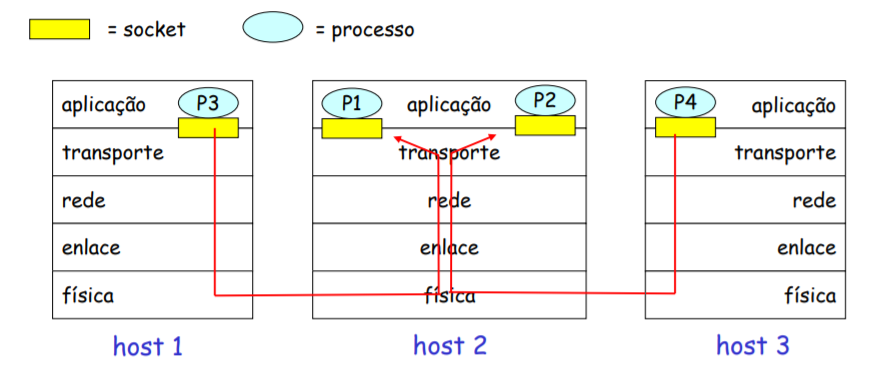 = socket
= processo
aplicação P3
transporte
rede
enlace
física
host 1
P1 aplicação P2
transporte
rede
enlace
física
host 2
P4 aplicação
transporte
rede
enlace
física
host 3